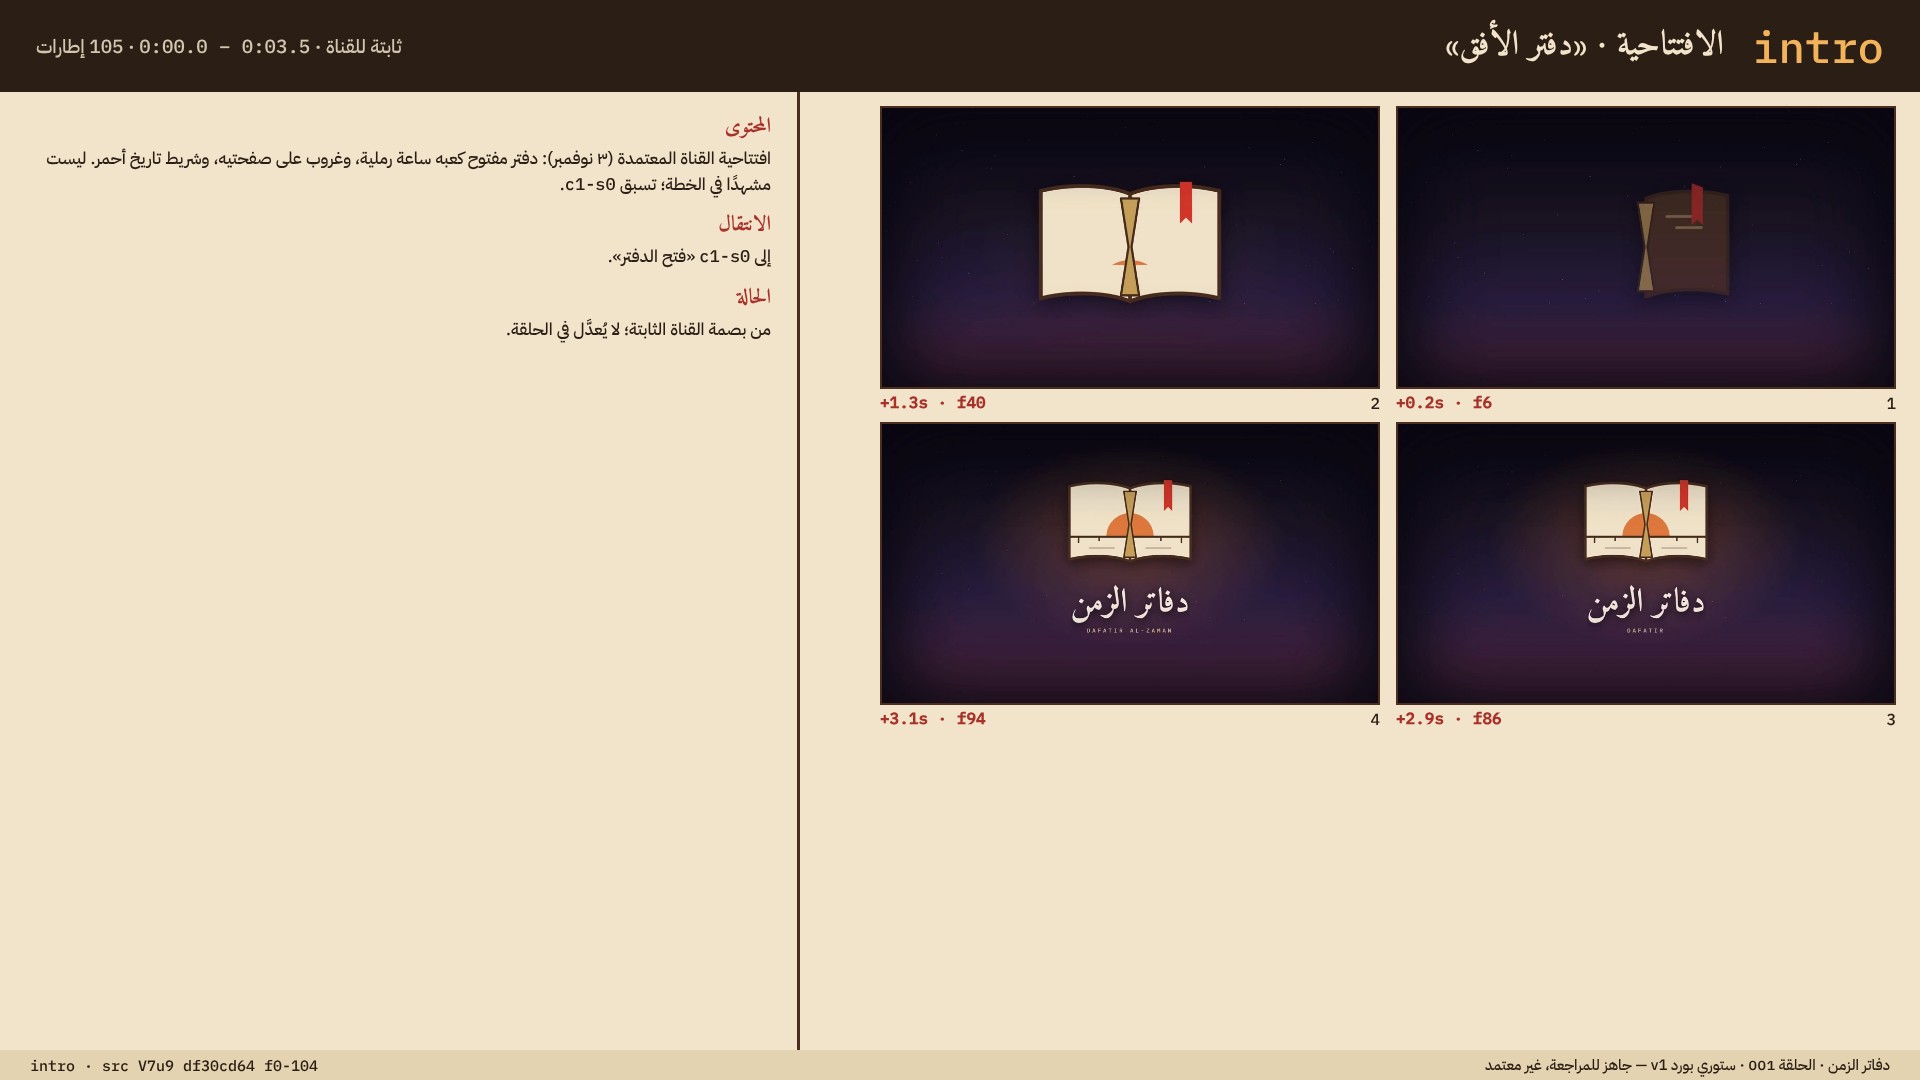 intro
الافتتاحية · «دفتر الأفق»
ثابتة للقناة · 0:00.0 – 0:03.5 · 105 إطارات
1
+0.2s · f6
2
+1.3s · f40
دفاتر الزمن
DAFATIR
3
+2.9s · f86
دفاتر الزمن
DAFATIR AL-ZAMAN
4
+3.1s · f94
المحتوى
افتتاحية القناة المعتمدة (٣ نوفمبر): دفتر مفتوح كعبه ساعة رملية، وغروب على صفحتيه، وشريط تاريخ أحمر. ليست
مشهدًا في الخطة؛ تسبق c1-s0.
الانتقال
إلى c1-s0 «فتح الدفتر».
الحالة
من بصمة القناة الثابتة؛ لا يُعدَّل في الحلقة.
دفاتر الزمن · الحلقة 001 · ستوري بورد v1 — جاهز للمراجعة، غير معتمد
intro · src V7u9 df30cd64 f0-104